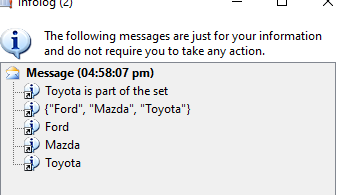 Infolog (2)
The following messages are just for your information
and do not require you to take any action.
Message (04:58:07 pm)
Toyota is part of the set
{"Ford", "Mazda", "Toyota"}
Ford
Mazda
Toyota